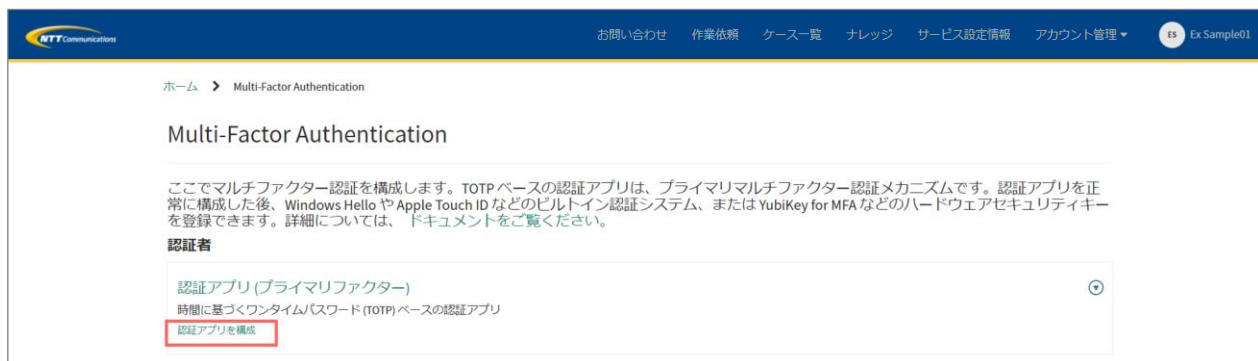 NTT Communications
お問い合わせ 作業依頼 ケース一覧 ナレッジ サービス設定情報 アカウント管理 ES Ex Sample01
ホーム Multi-Factor Authentication
Multi-Factor Authentication
ここでマルチファクター認証を構成します。TOTP ベースの認証アプリは、プライマリマルチファクター認証メカニズムです。認証アプリを正
常に構成した後、Windows Hello や Apple Touch ID などのビルトイン認証システム、または YubiKey for MFA などのハードウェアセキュリティキー
を登録できます。詳細については、 ドキュメントをご覧ください。
認証者
認証アプリ (プライマリファクター)
時間に基づくワンタイムパスワード (TOTP) ベースの認証アプリ
認証アプリを構成